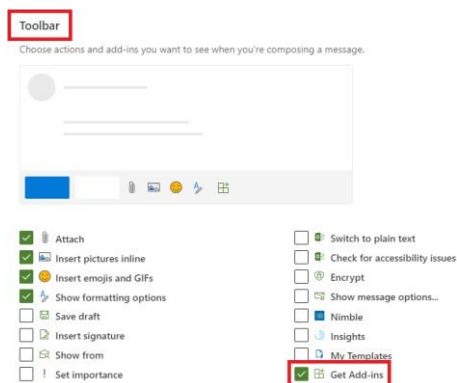 Toolbar
Choose actions and add-ins you want to see when you're composing a message.
Attach
Insert pictures inline
Insert emojis and GIFs
Show formatting options
Save draft
Insert signature
Show from
Set importance
Switch to plain text
Check for accessibility issues
Encrypt
Show message options...
Nimble
Insights
My Templates
Get Add-ins